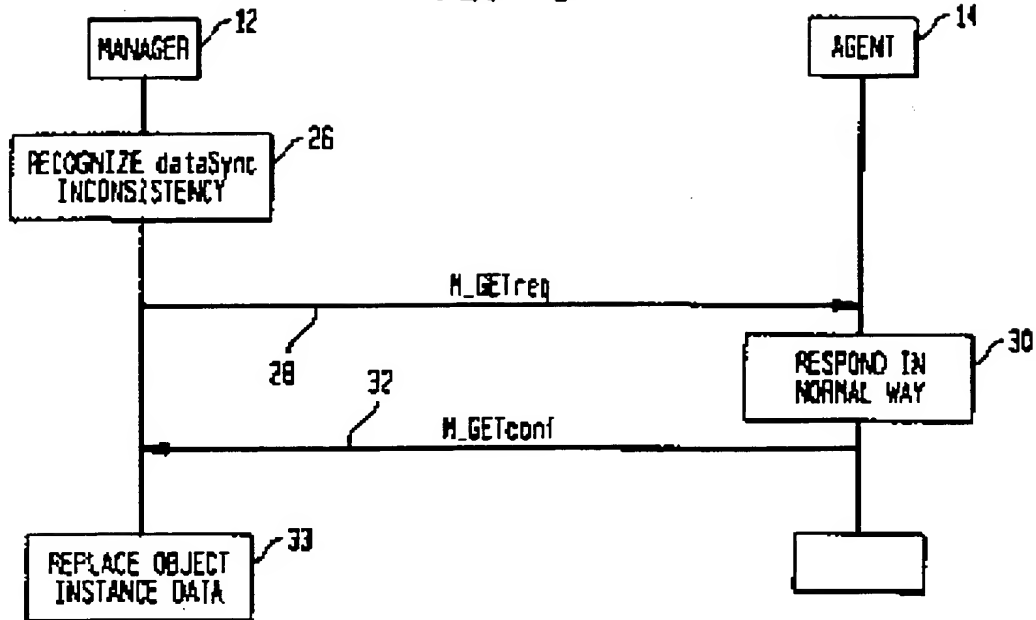 12
14
MANAGER
AGENT
26
RECOGNIZE dataSync
INCONSISTENCY
M_GETreq
28
30
RESPOND IN
NORMAL WAY
32
M_GETconf
33
REPLACE OBJECT
INSTANCE DATA